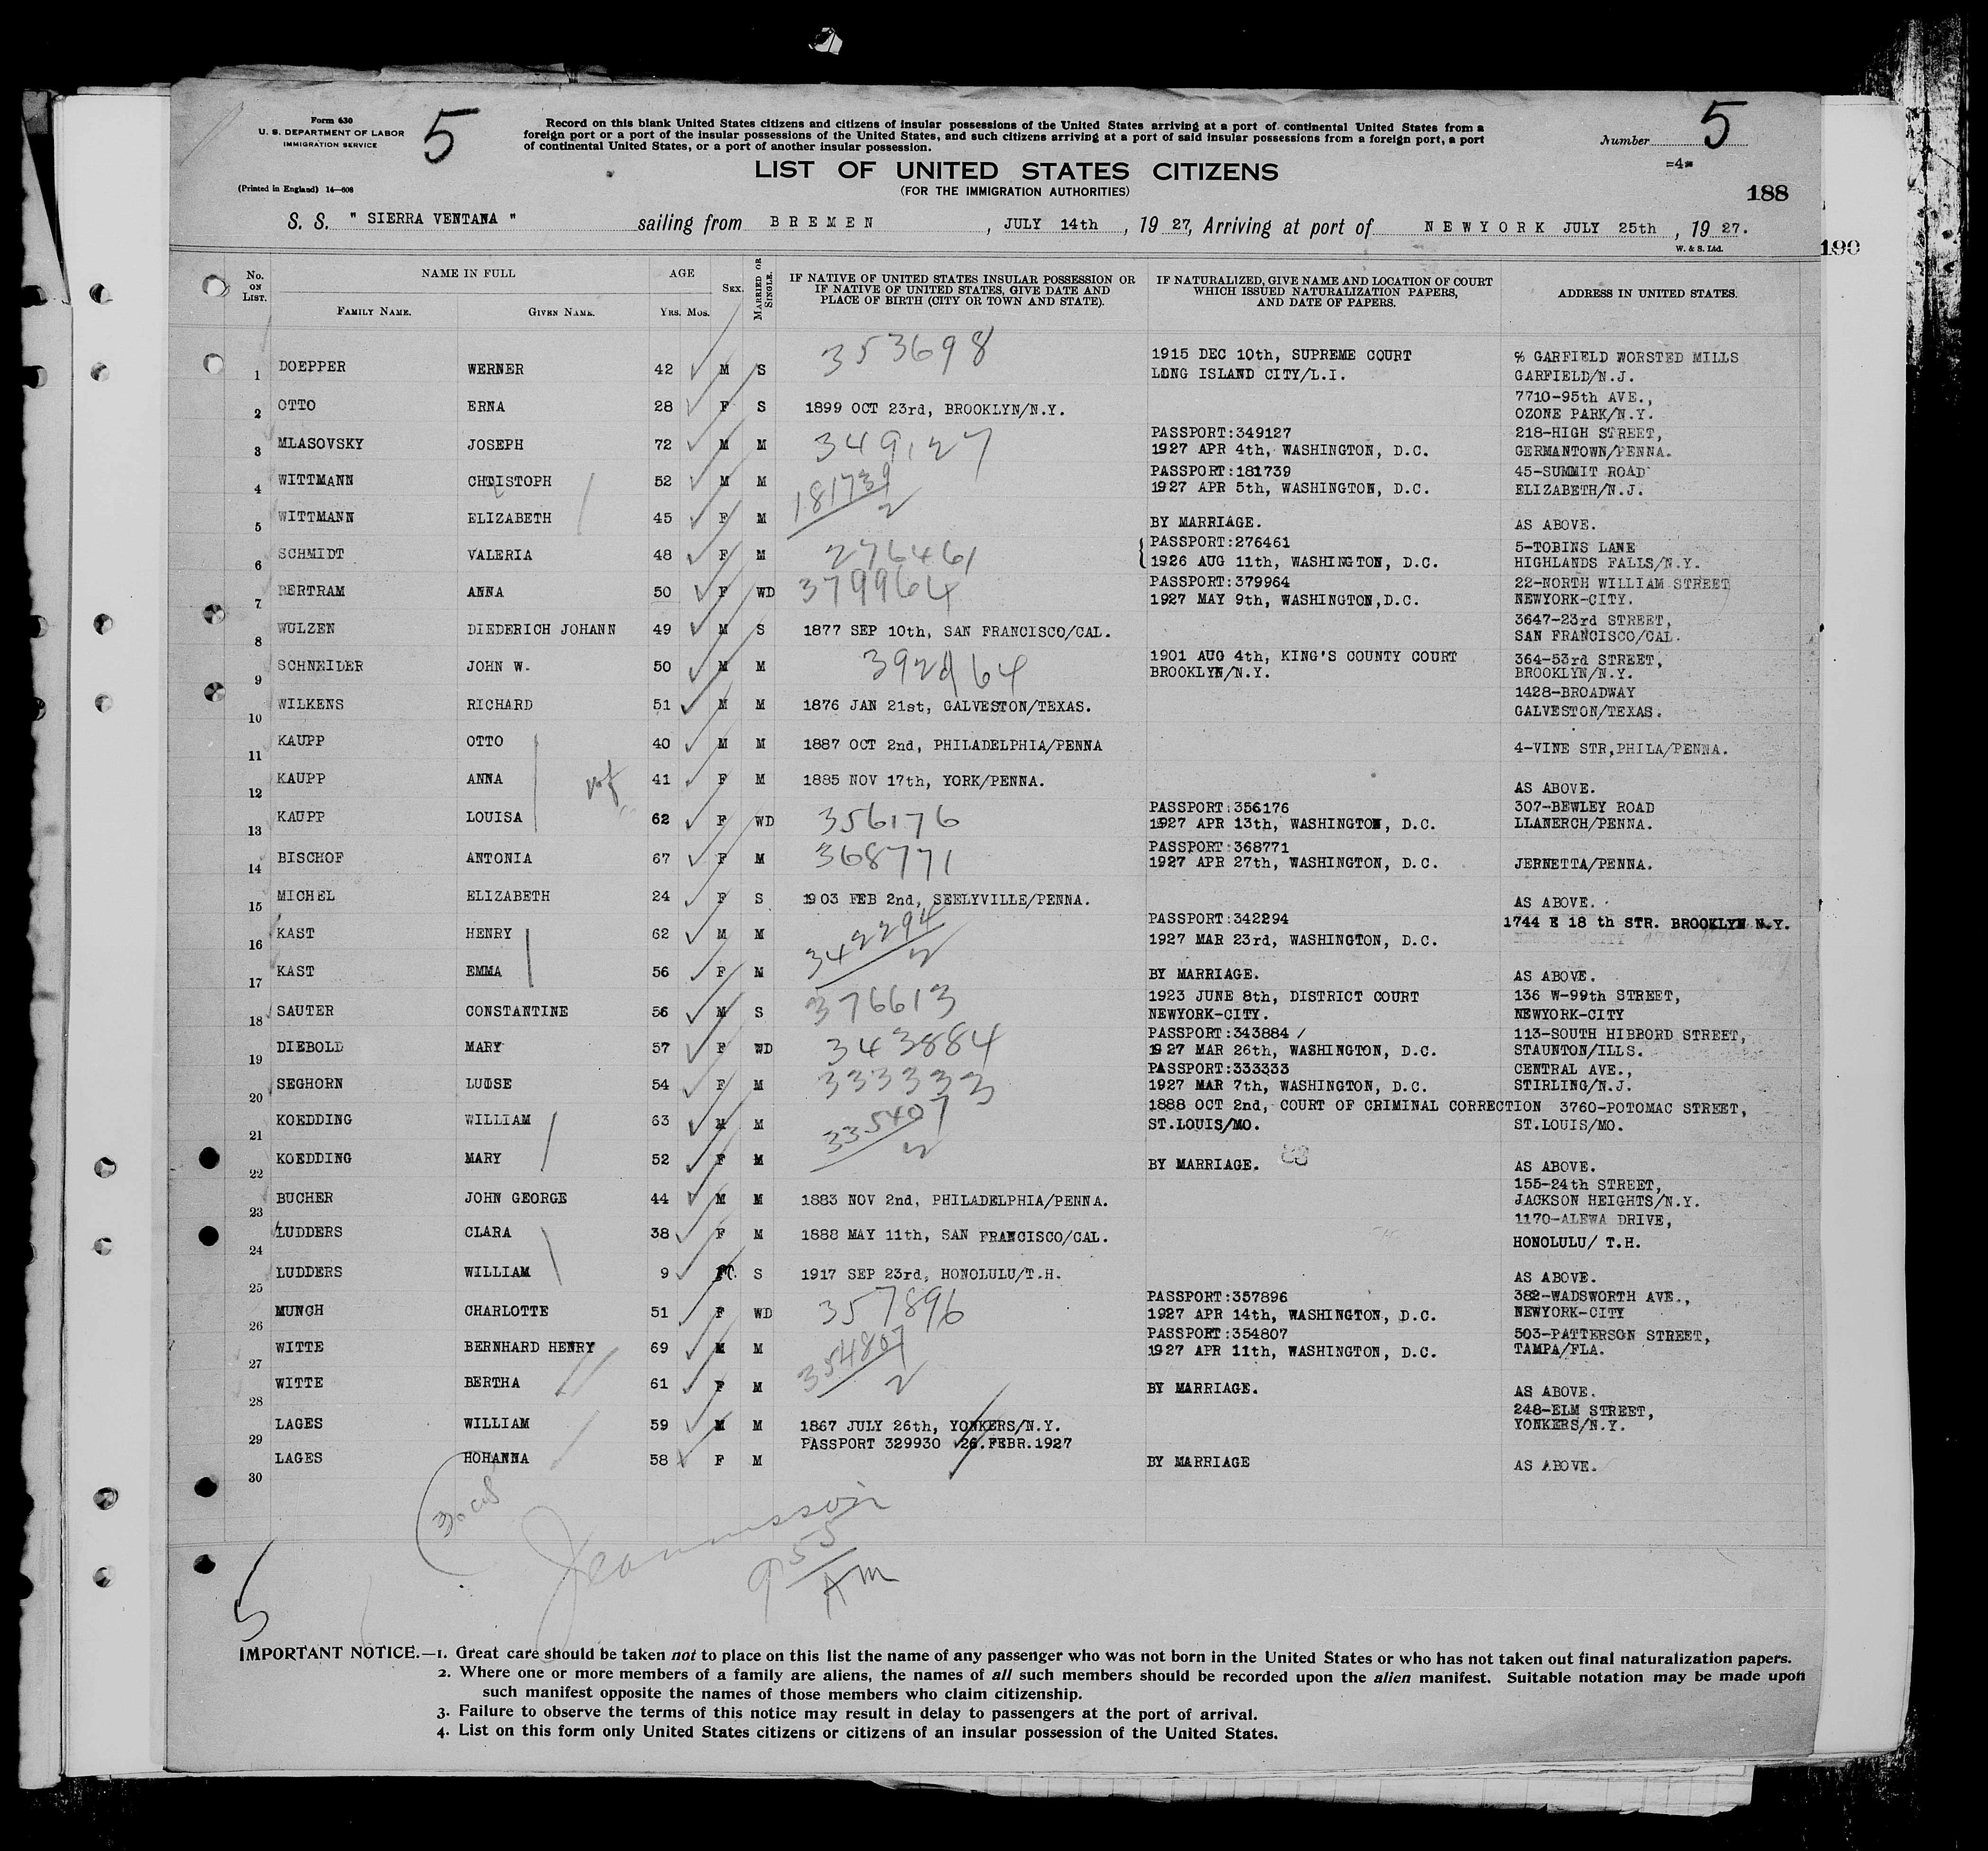 Form 630
U. S. DEPARTMENT OF LABOR
IMMIGRATION SERVICE
5
Record on this blank United States citizens and citizens of insular possessions of the United States arriving at a port of continental United States from a
foreign port or a port of the insular possessions of the United States, and such citizens arriving at a port of said insular possessions from a foreign port, a port
of continental United States, or a port of another insular possession.
Number 5
=4=
LIST OF UNITED STATES CITIZENS
(FOR THE IMMIGRATION AUTHORITIES)
(Printed in England) 14—608
188
S. S. " SIERRA VENTANA " sailing from BREMEN , JULY 14th , 19 27, Arriving at port of NEWYORK JULY 25th , 19 27.
W. & S. Ltd.
190
No. ON LIST.
NAME IN FULL
FAMILY NAME. GIVEN NAME.
AGE
YRS. MOS.
SEX.
MARRIED OR SINGLE.
IF NATIVE OF UNITED STATES INSULAR POSSESSION OR
IF NATIVE OF UNITED STATES, GIVE DATE AND
PLACE OF BIRTH (CITY OR TOWN AND STATE).
IF NATURALIZED, GIVE NAME AND LOCATION OF COURT
WHICH ISSUED NATURALIZATION PAPERS,
AND DATE OF PAPERS.
ADDRESS IN UNITED STATES.
1 DOEPPER WERNER 42 M S 353698 1915 DEC 10th, SUPREME COURT % GARFIELD WORSTED MILLS
LONG ISLAND CITY/L.I. GARFIELD/N.J.
2 OTTO ERNA 28 F S 1899 OCT 23rd, BROOKLYN/N.Y. 7710-95th AVE.,
OZONE PARK/N.Y.
3 MLASOVSKY JOSEPH 72 M M 349127 PASSPORT:349127 218-HIGH STREET,
1927 APR 4th, WASHINGTON, D.C. GERMANTOWN/PENNA.
4 WITTMANN CHTISTOPH 52 M M 181739 PASSPORT:181739 45-SUMMIT ROAD
2 1927 APR 5th, WASHINGTON, D.C. ELIZABETH/N.J.
5 WITTMANN ELIZABETH 45 F M BY MARRIAGE. AS ABOVE.
6 SCHMIDT VALERIA 48 F M 276461 PASSPORT:276461 5-TOBINS LANE
1926 AUG 11th, WASHINGTON, D.C. HIGHLANDS FALLS/N.Y.
7 BERTRAM ANNA 50 F WD 379964 PASSPORT:379964 22-NORTH WILLIAM STREET
1927 MAY 9th, WASHINGTON,D.C. NEWYORK-CITY.
8 WULZEN DIEDERICH JOHANN 49 M S 1877 SEP 10th, SAN FRANCISCO/CAL. 3647-23rd STREET,
SAN FRANCISCO/CAL.
9 SCHNEIDER JOHN W. 50 M M 1901 AUG 4th, KING'S COUNTY COURT 364-53rd STREET,
BROOKLYN/N.Y. BROOKLYN/N.Y.
10 WILKENS RICHARD 51 M M 1876 JAN 21st, GALVESTON/TEXAS. 1428-BROADWAY
GALVESTON/TEXAS.
11 KAUPP OTTO 40 M M 1887 OCT 2nd, PHILADELPHIA/PENNA 4-VINE STR,PHILA/PENNA.
12 KAUPP ANNA 41 F M 1885 NOV 17th, YORK/PENNA. AS ABOVE.
13 KAUPP LOUISA 62 F WD 356176 PASSPORT:356176 307-BEWLEY ROAD
1927 APR 13th, WASHINGTON, D.C. LLANERCH/PENNA.
14 BISCHOF ANTONIA 67 F M 368771 PASSPORT:368771
1927 APR 27th, WASHINGTON, D.C. JERNETTA/PENNA.
15 MICHEL ELIZABETH 24 F S 1903 FEB 2nd, SEELYVILLE/PENNA. AS ABOVE.
16 KAST HENRY 62 M M 342294 PASSPORT:342294 1744 E 18 th STR. BROOKLYN N.Y.
2 1927 MAR 23rd, WASHINGTON, D.C.
17 KAST EMMA 56 F M BY MARRIAGE. AS ABOVE.
18 SAUTER CONSTANTINE 56 M S 376613 1923 JUNE 8th, DISTRICT COURT 136 W-99th STREET,
NEWYORK-CITY. NEWYORK-CITY
19 DIEBOLD MARY 57 F WD 343884 PASSPORT:343884 / 113-SOUTH HIBBORD STREET,
1927 MAR 26th, WASHINGTON, D.C. STAUNTON/ILLS.
20 SEGHORN LUISE 54 F M 333333 PASSPORT:333333 CENTRAL AVE.,
1927 MAR 7th, WASHINGTON, D.C. STIRLING/N.J.
21 KOEDDING WILLIAM 63 M M 335407 1888 OCT 2nd, COURT OF CRIMINAL CORRECTION 3760-POTOMAC STREET,
2 ST.LOUIS/MO. ST.LOUIS/MO.
22 KOEDDING MARY 52 F M BY MARRIAGE. AS ABOVE.
23 BUCHER JOHN GEORGE 44 M M 1883 NOV 2nd, PHILADELPHIA/PENNA. 155-24th STREET,
JACKSON HEIGHTS/N.Y.
24 LUDDERS CLARA 38 F M 1888 MAY 11th, SAN FRANCISCO/CAL. 1170-ALEWA DRIVE,
HONOLULU/ T.H.
25 LUDDERS WILLIAM 9 M. S 1917 SEP 23rd, HONOLULU/T.H. AS ABOVE.
26 MUNCH CHARLOTTE 51 F WD 357896 PASSPORT:357896 382-WADSWORTH AVE.,
1927 APR 14th, WASHINGTON, D.C. NEWYORK-CITY
27 WITTE BERNHARD HENRY 69 M M 354807 PASSPORT:354807 503-PATTERSON STREET,
2 1927 APR 11th, WASHINGTON, D.C. TAMPA/FLA.
28 WITTE BERTHA 61 F M BY MARRIAGE. AS ABOVE.
29 LAGES WILLIAM 59 M M 1867 JULY 26th, YONKERS/N.Y. 248-ELM STREET,
PASSPORT 329930 26.FEBR.1927 YONKERS/N.Y.
30 LAGES HOHANNA 58 F M BY MARRIAGE AS ABOVE.
955
AM
5
IMPORTANT NOTICE.—1. Great care should be taken not to place on this list the name of any passenger who was not born in the United States or who has not taken out final naturalization papers.
2. Where one or more members of a family are aliens, the names of all such members should be recorded upon the alien manifest. Suitable notation may be made upon
such manifest opposite the names of those members who claim citizenship.
3. Failure to observe the terms of this notice may result in delay to passengers at the port of arrival.
4. List on this form only United States citizens or citizens of an insular possession of the United States.